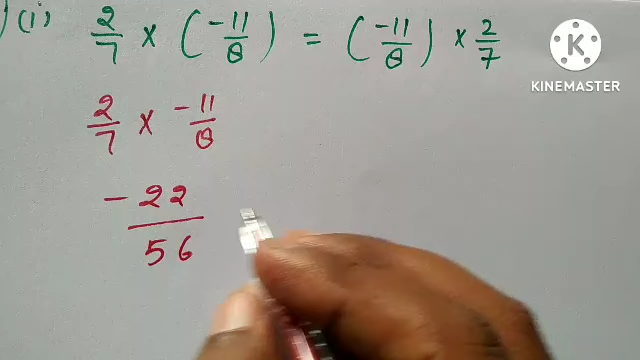 (i) 2/7 × (-11/8) = (-11/8) × 2/7
2/7 × -11/8
-22/56
K
KINEMASTER